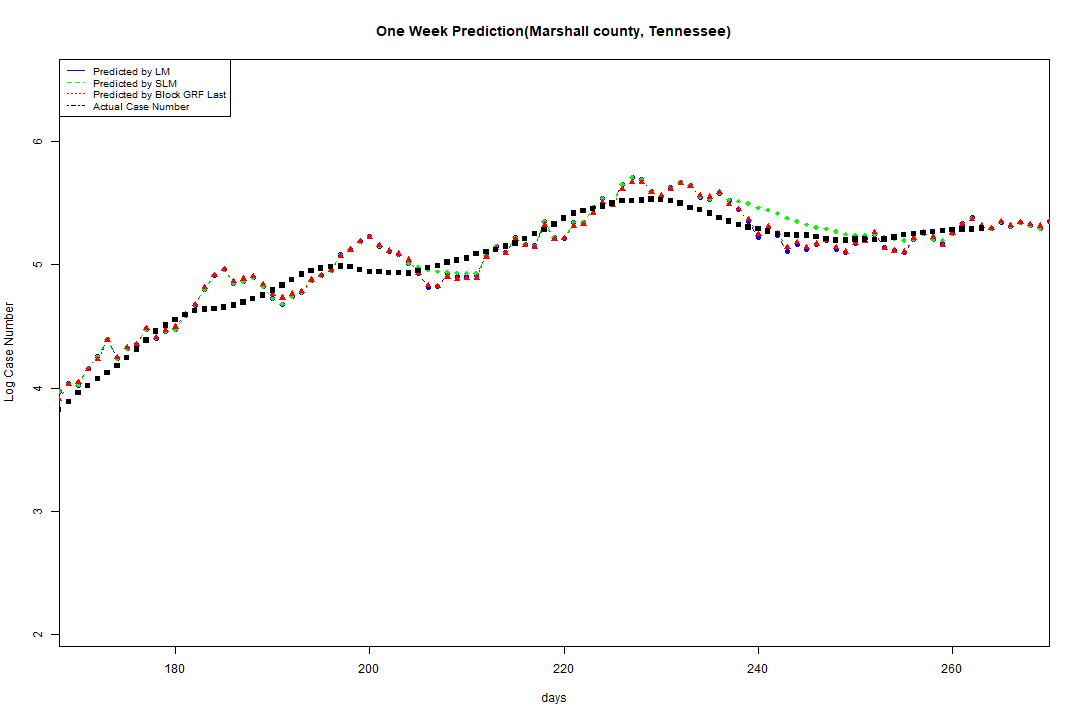 One Week Prediction(Marshall county, Tennessee)
Predicted by LM
Predicted by SLM
Predicted by Block GRF Last
Actual Case Number
6
5
4
3
2
Log Case Number
180 200 220 240 260
days